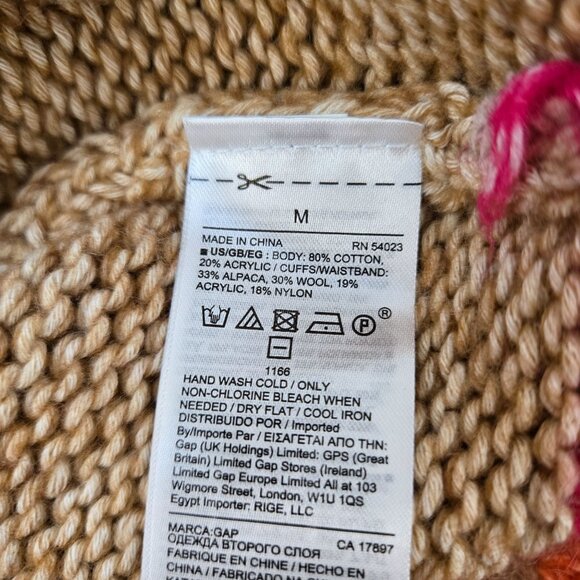 M
MADE IN CHINA RN 54023
■ US/GB/EG : BODY: 80% COTTON,
20% ACRYLIC / CUFFS/WAISTBAND:
33% ALPACA, 30% WOOL, 19%
ACRYLIC, 18% NYLON
P ®
1166
HAND WASH COLD / ONLY
NON-CHLORINE BLEACH WHEN
NEEDED / DRY FLAT / COOL IRON
DISTRIBUIDO POR / Imported
By/Importe Par / ΕΙΣΑΓΕΤΑΙ ΑΠΟ ΤΗΝ:
Gap (UK Holdings) Limited: GPS (Great
Britain) Limited Gap Stores (Ireland)
Limited Gap Europe Limited All at 103
Wigmore Street, London, W1U 1QS
Egypt Importer: RIGE, LLC
MARCA:GAP CA 17897
ОДЕЖДА ВТОРОГО СЛОЯ
FABRIQUE EN CHINE / HECHO EN
CHINA / FABRICADO NA CHINA